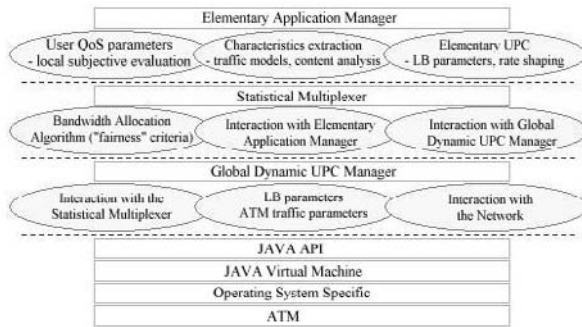 Elementary Application Manager
User QoS parameters
- local subjective evaluation
Characteristics extraction
- traffic models, content analysis
Elementary UPC
- LB parameters, rate shaping
Statistical Multiplexer
Bandwidth Allocation
Algorithm ("fairness" criteria)
Interaction with Elementary
Application Manager
Interaction with Global
Dynamic UPC Manager
Global Dynamic UPC Manager
Interaction with the
Statistical Multiplexer
LB parameters
ATM traffic parameters
Interaction with
the Network
JAVA API
JAVA Virtual Machine
Operating System Specific
ATM